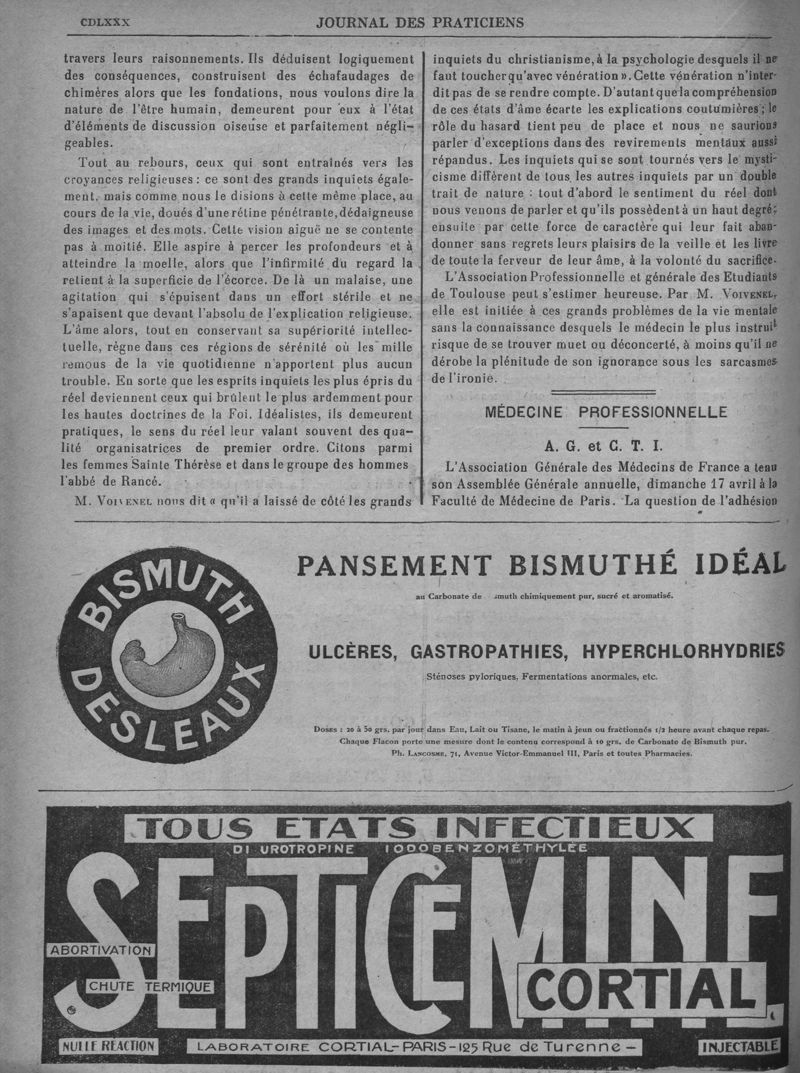 CDLXXX
JOURNAL DES PRATICIENS
travers leurs raisonnements. Ils déduisent logiquement
des conséquences, construisent des échafaudages de
chimères alors que les fondations, nous voulons dire la
nature de l'être humain, demeurent pour eux à l'état
d'éléments de discussion oiseuse et parfaitement négli-
geables.
Tout au rebours, ceux qui sont entraînés vers les
croyances religieuses : ce sont des grands inquiets égale-
ment, mais comme nous le disions à cette même place, au
cours de la vie, doués d'une rétine pénétrante, dédaigneuse
des images et des mots. Cette vision aiguë ne se contente
pas à moitié. Elle aspire à percer les profondeurs et à
atteindre la moelle, alors que l'infirmité du regard la
retient à la superficie de l'écorce. De là un malaise, une
agitation qui s'épuisent dans un effort stérile et ne
s'apaisent que devant l'absolu de l'explication religieuse.
L'âme alors, tout en conservant sa supériorité intellec-
tuelle, règne dans ces régions de sérénité où les mille
remous de la vie quotidienne n'apportent plus aucun
trouble. En sorte que les esprits inquiets les plus épris du
réel deviennent ceux qui brûlent le plus ardemment pour
les hautes doctrines de la Foi. Idéalistes, ils demeurent
pratiques, le sens du réel leur valant souvent des qua-
lité organisatrices de premier ordre. Citons parmi
les femmes Sainte Thérèse et dans le groupe des hommes
l'abbé de Rancé.
M. VOIVENEL nous dit « qu'il a laissé de côté les grands
inquiets du christianisme, à la psychologie desquels il ne
faut toucher qu'avec vénération ». Cette vénération n'inter-
dit pas de se rendre compte. D'autant que la compréhension
de ces états d'âme écarte les explications coutumières ; le
rôle du hasard tient peu de place et nous ne saurions
parler d'exceptions dans des revirements mentaux aussi
répandus. Les inquiets qui se sont tournés vers le mysti-
cisme diffèrent de tous les autres inquiets par un double
trait de nature : tout d'abord le sentiment du réel dont
nous venons de parler et qu'ils possèdent à un haut degré;
ensuite par cette force de caractère qui leur fait aban-
donner sans regrets leurs plaisirs de la veille et les livre
de toute la ferveur de leur âme, à la volonté du sacrifice.
L'Association Professionnelle et générale des Etudiants
de Toulouse peut s'estimer heureuse. Par M. VOIVENEL,
elle est initiée à ces grands problèmes de la vie mentale
sans la connaissance desquels le médecin le plus instruit
risque de se trouver muet ou déconcerté, à moins qu'il ne
dérobe la plénitude de son ignorance sous les sarcasmes
de l'ironie.
MÉDECINE PROFESSIONNELLE
A. G. et C. T. I.
L'Association Générale des Médecins de France a tenu
son Assemblée Générale annuelle, dimanche 17 avril à la
Faculté de Médecine de Paris. La question de l'adhésion
BISMUTH
DESLEAUX
PANSEMENT BISMUTHÉ IDÉAL
au Carbonate de smuth chimiquement pur, sucré et aromatisé.
ULCÈRES, GASTROPATHIES, HYPERCHLORHYDRIES
Sténoses pyloriques, Fermentations anormales, etc.
DOSES : 20 à 50 grs. par jour dans Eau, Lait ou Tisane, le matin à jeun ou fractionnés 1/2 heure avant chaque repas.
Chaque Flacon porte une mesure dont le contenu correspond à 10 grs. de Carbonate de Bismuth pur.
Ph. LANCOSME, 71, Avenue Victor-Emmanuel III, Paris et toutes Pharmacies.
TOUS ETATS INFECTIEUX
DI UROTROPINE IODOBENZOMÉTHYLÉE
SEPTICEMINE
ABORTIVATION
CHUTE TERMIQUE
CORTIAL
NULLE RÉACTION
LABORATOIRE CORTIAL-PARIS-125 Rue de Turenne -
INJECTABLE